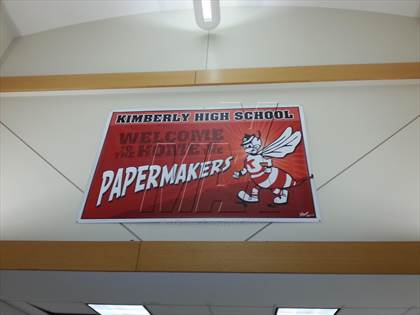 KIMBERLY HIGH SCHOOL
WELCOME
TO THE HOME OF THE
PAPERMAKERS